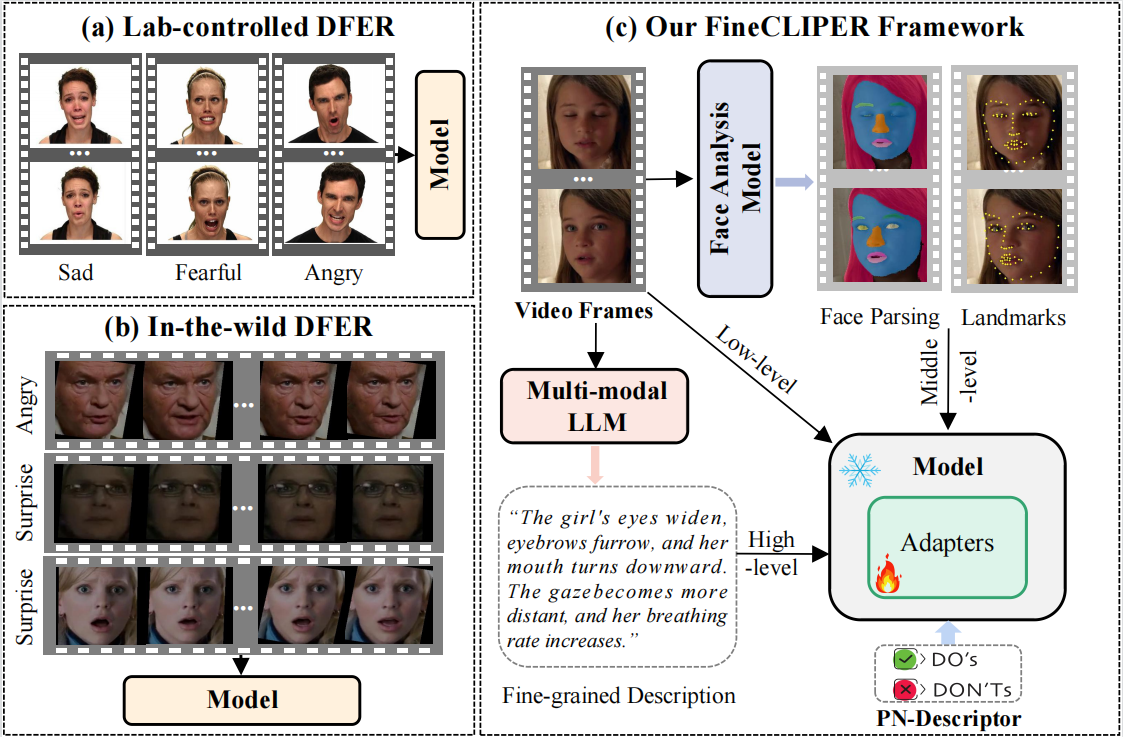 (a) Lab-controlled DFER
Sad
Fearful
Angry
Model
(b) In-the-wild DFER
Angry
Surprise
Surprise
Model
(c) Our FineCLIPER Framework
Video Frames
Face Analysis
Model
Face Parsing
Landmarks
Low-level
Middle
-level
Multi-modal
LLM
“The girl's eyes widen,
eyebrows furrow, and her
mouth turns downward.
The gaze becomes more
distant, and her breathing
rate increases.”
Fine-grained Description
High
-level
Model
Adapters
DO's
DON'Ts
PN-Descriptor